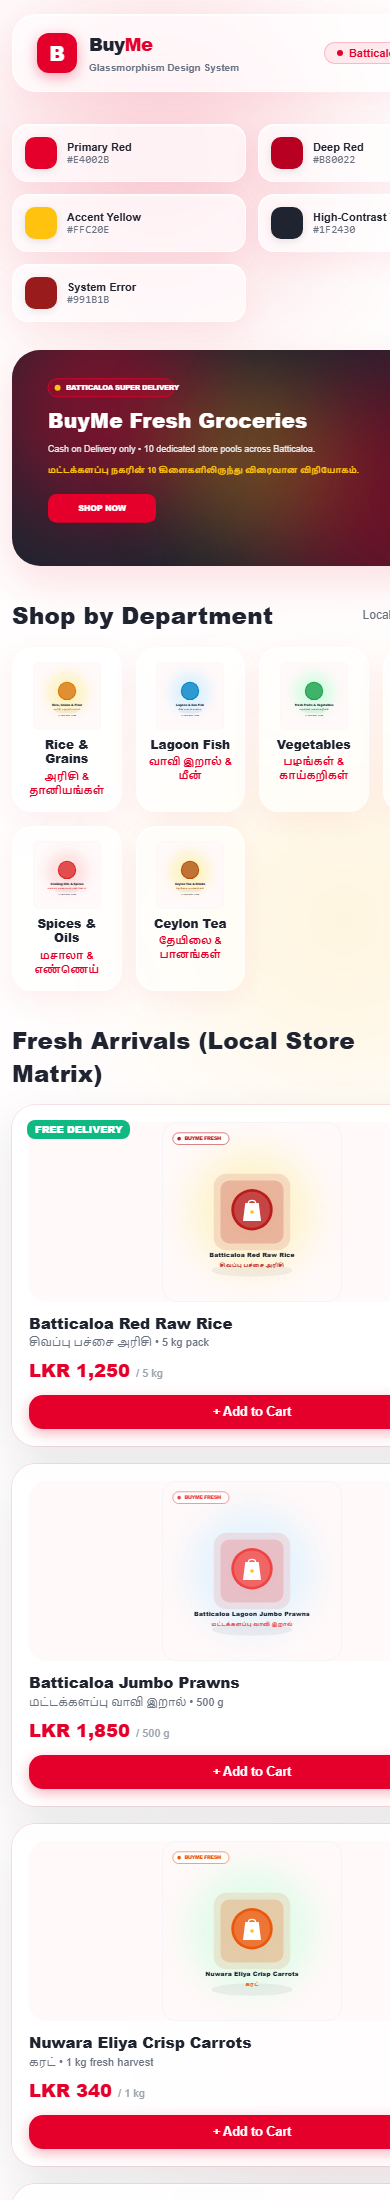 B
BuyMe
Glassmorphism Design System
Primary Red
#E4002B
Deep Red
#B80022
Accent Yellow
#FFC20E
High-Contrast
#1F2430
System Error
#991B1B
BATTICALOA SUPER DELIVERY
BuyMe Fresh Groceries
Cash on Delivery only • 10 dedicated store pools across Batticaloa.
மட்டக்களப்பு நகரின் 10 கிளைகளிலிருந்து விரைவான விநியோகம்.
SHOP NOW
Shop by Department
Rice & Grains
அரிசி & தானியங்கள்
Lagoon Fish
வாவி இறால் & மீன்
Vegetables
பழங்கள் & காய்கறிகள்
Spices & Oils
மசாலா & எண்ணெய்
Ceylon Tea
தேயிலை & பானங்கள்
Fresh Arrivals (Local Store
Matrix)
FREE DELIVERY
BUYME FRESH
Batticaloa Red Raw Rice
சிவப்பு பச்சை அரிசி
Batticaloa Red Raw Rice
சிவப்பு பச்சை அரிசி • 5 kg pack
LKR 1,250 / 5 kg
+ Add to Cart
BUYME FRESH
Batticaloa Lagoon Jumbo Prawns
மட்டக்களப்பு வாவி இறால்
Batticaloa Jumbo Prawns
மட்டக்களப்பு வாவி இறால் • 500 g
LKR 1,850 / 500 g
+ Add to Cart
BUYME FRESH
Nuwara Eliya Crisp Carrots
கரட்
Nuwara Eliya Crisp Carrots
கரட் • 1 kg fresh harvest
LKR 340 / 1 kg
+ Add to Cart